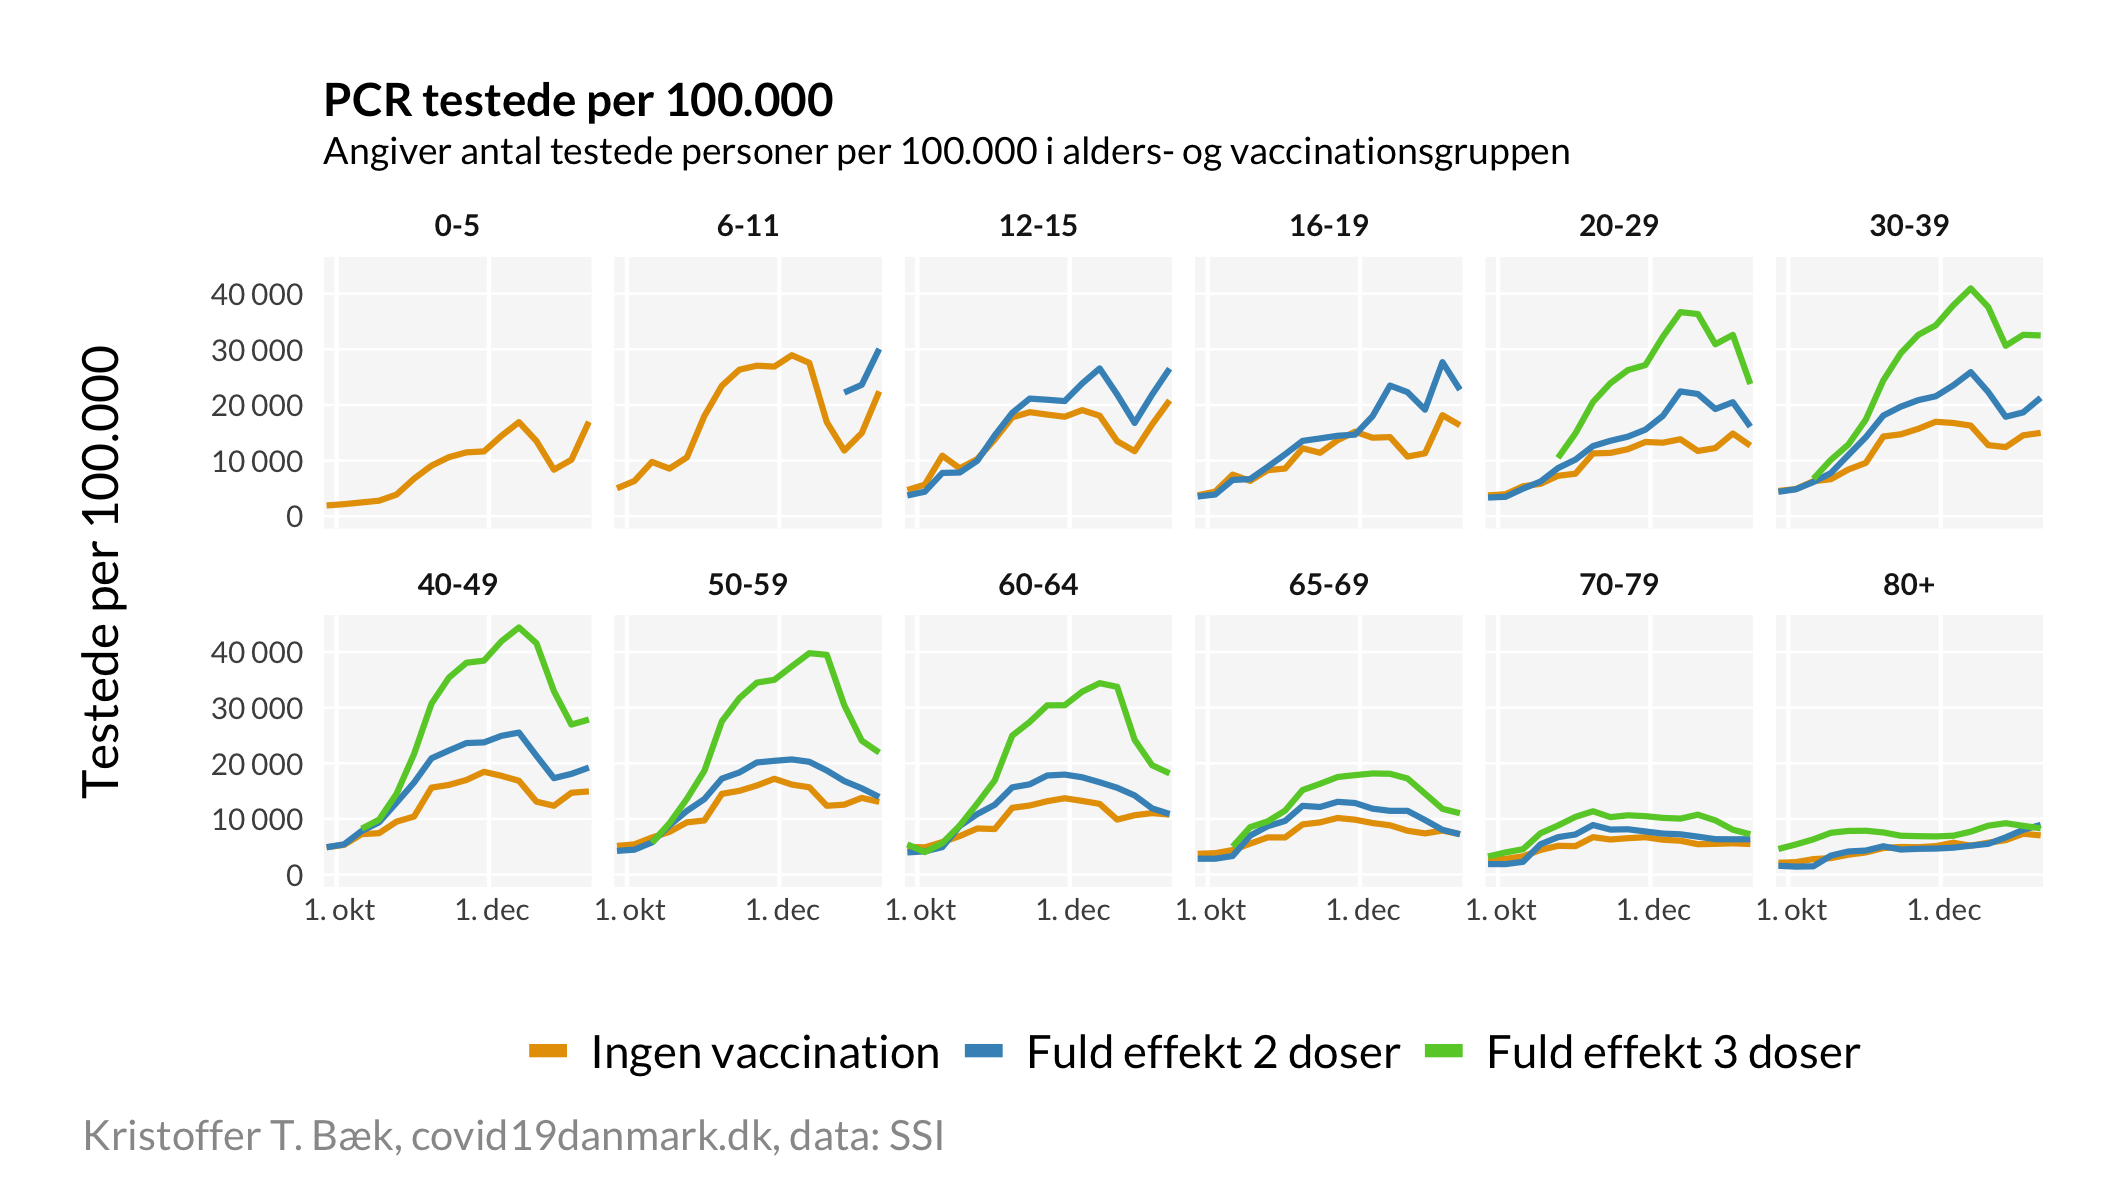 PCR testede per 100.000
Angiver antal testede personer per 100.000 i alders- og vaccinationsgruppen
0-5 6-11 12-15 16-19 20-29 30-39
40 000
30 000
20 000
10 000
0
Testede per 100.000
40-49 50-59 60-64 65-69 70-79 80+
40 000
30 000
20 000
10 000
0
1. okt 1. dec 1. okt 1. dec 1. okt 1. dec 1. okt 1. dec 1. okt 1. dec 1. okt 1. dec
Ingen vaccination Fuld effekt 2 doser Fuld effekt 3 doser
Kristoffer T. Bæk, covid19danmark.dk, data: SSI